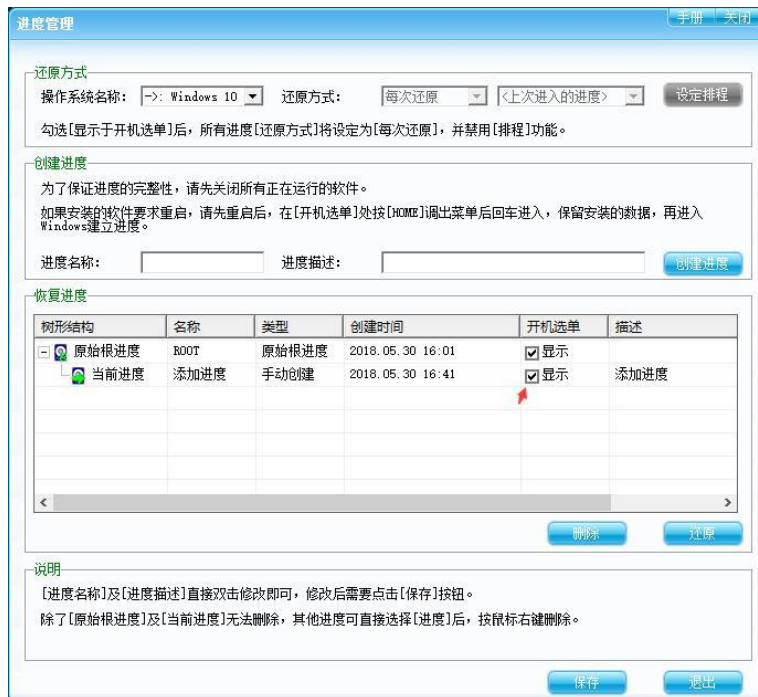 进度管理
手册 关闭
还原方式
操作系统名称： ->: Windows 10 还原方式： 每次还原 <上次进入的进度> 设定排程
勾选[显示于开机选单]后，所有进度[还原方式]将设定为[每次还原]，并禁用[排程]功能。
创建进度
为了保证进度的完整性，请先关闭所有正在运行的软件。
如果安装的软件要求重启，请先重启后，在[开机选单]处按[HOME]调出菜单后回车进入，保留安装的数据，再进入
Windows建立进度。
进度名称： 进度描述： 创建进度
恢复进度
树形结构 名称 类型 创建时间 开机选单 描述
原始根进度 ROOT 原始根进度 2018.05.30 16:01 显示
当前进度 添加进度 手动创建 2018.05.30 16:41 显示 添加进度
删除 还原
说明
[进度名称]及[进度描述]直接双击修改即可，修改后需要点击[保存]按钮。
除了[原始根进度]及[当前进度]无法删除，其他进度可直接选择[进度]后，按鼠标右键删除。
保存 退出